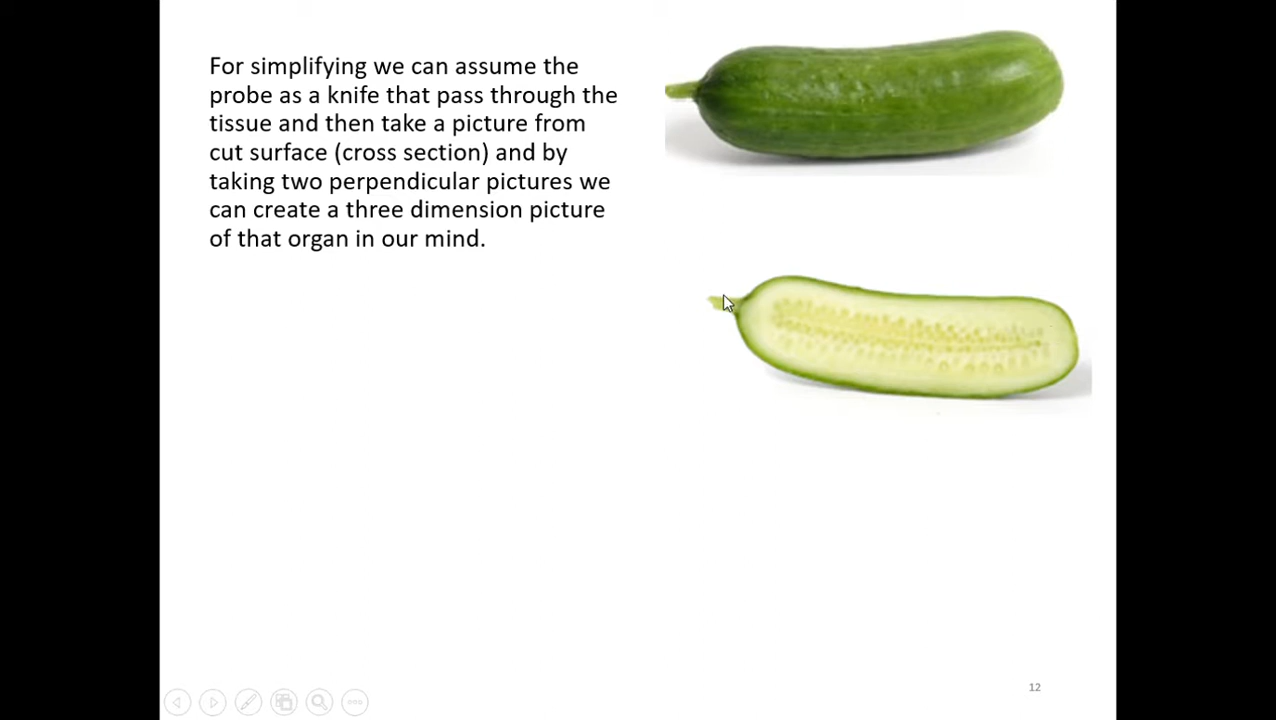 For simplifying we can assume the
probe as a knife that pass through the
tissue and then take a picture from
cut surface (cross section) and by
taking two perpendicular pictures we
can create a three dimension picture
of that organ in our mind.
12